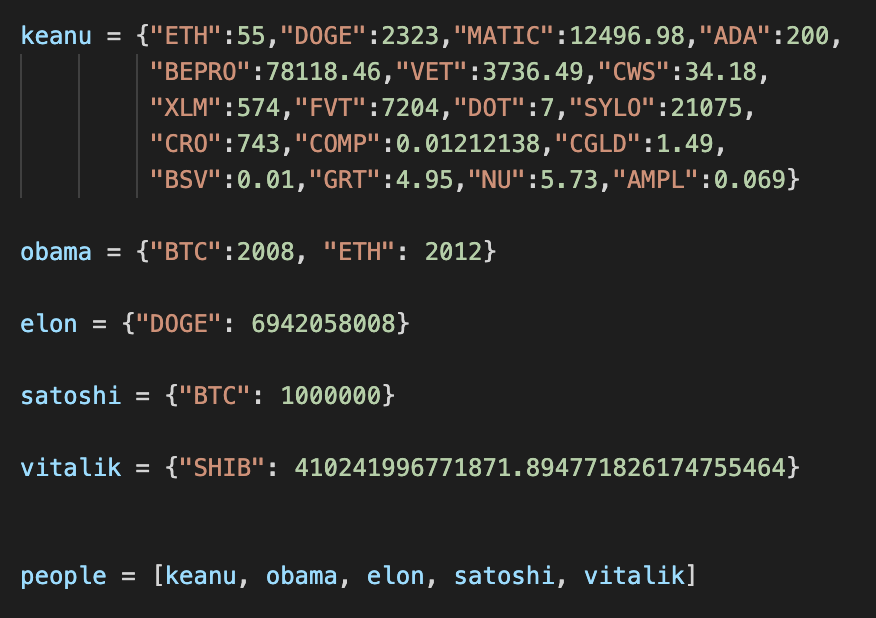 keanu = {"ETH":55,"DOGE":2323,"MATIC":12496.98,"ADA":200,
"BEPRO":78118.46,"VET":3736.49,"CWS":34.18,
"XLM":574,"FVT":7204,"DOT":7,"SYLO":21075,
"CRO":743,"COMP":0.01212138,"CGLD":1.49,
"BSV":0.01,"GRT":4.95,"NU":5.73,"AMPL":0.069}
obama = {"BTC":2008, "ETH": 2012}
elon = {"DOGE": 6942058008}
satoshi = {"BTC": 1000000}
vitalik = {"SHIB": 410241996771871.894771826174755464}
people = [keanu, obama, elon, satoshi, vitalik]